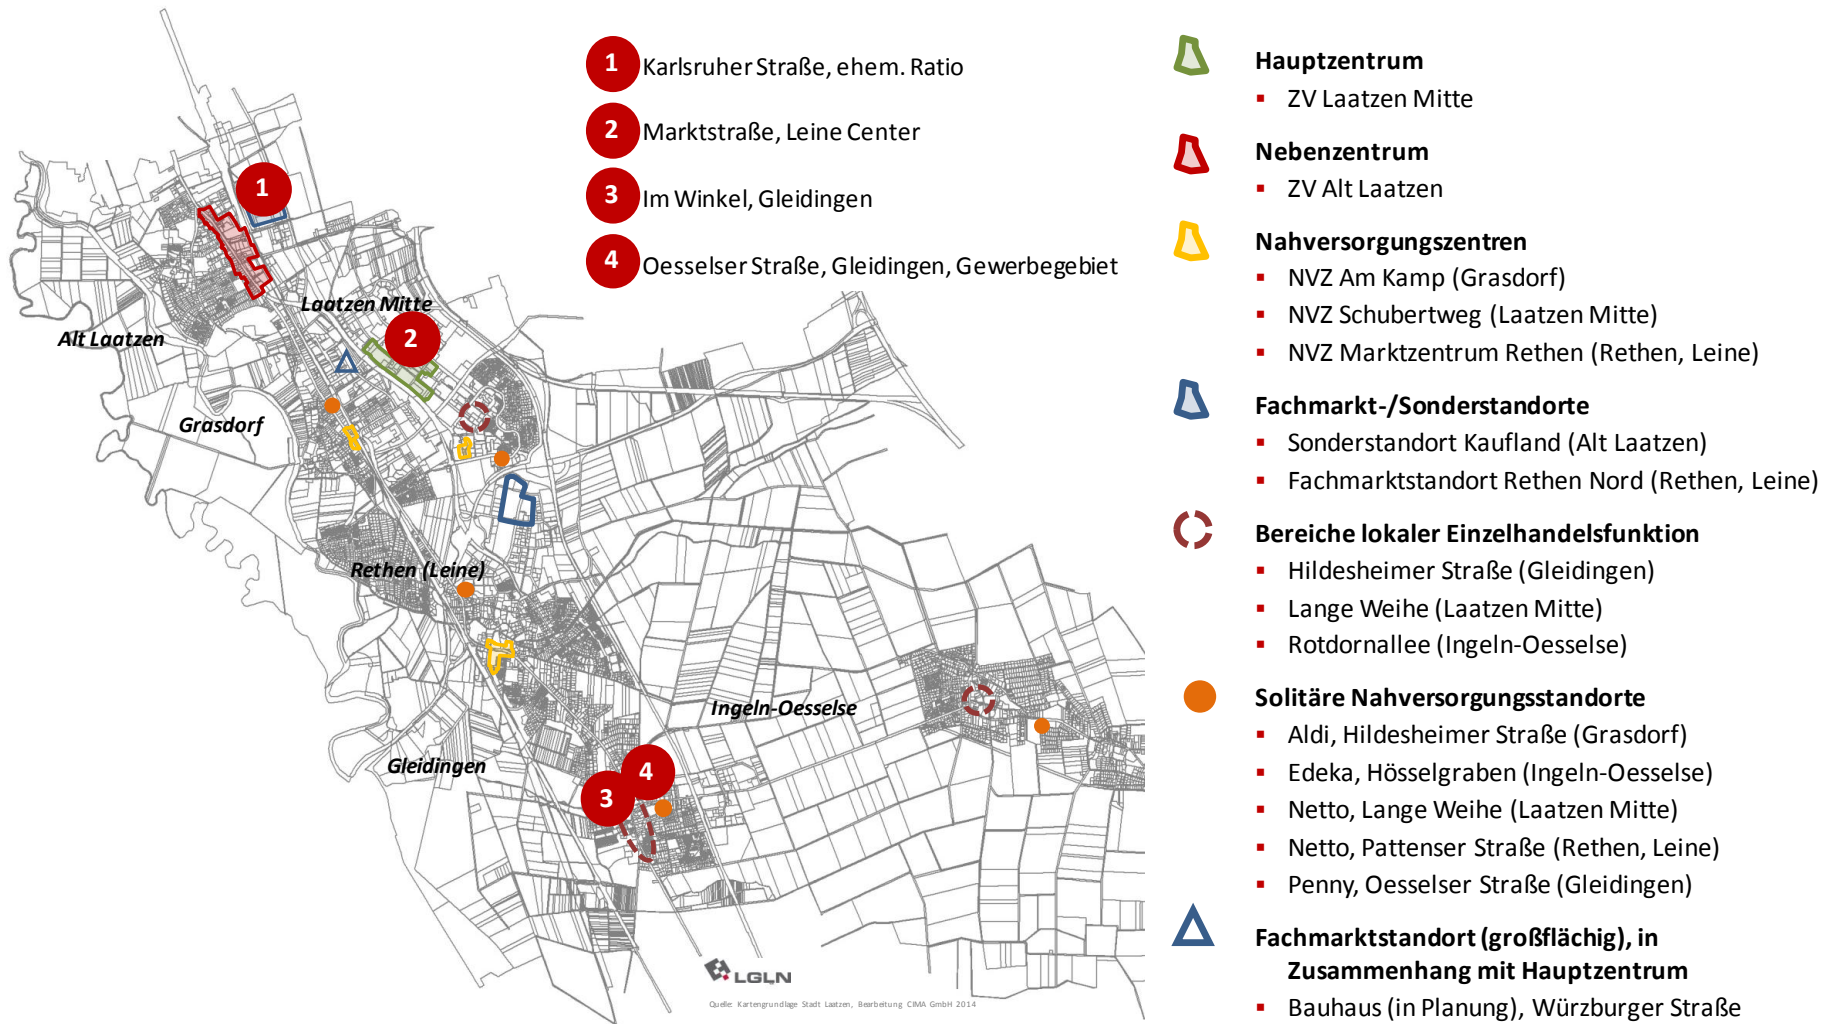 1 Karlsruher Straße, ehem. Ratio
2 Marktstraße, Leine Center
3 Im Winkel, Gleidingen
4 Oesselser Straße, Gleidingen, Gewerbegebiet
1
Laatzen Mitte
2
Alt Laatzen
Grasdorf
Rethen (Leine)
Ingeln-Oesselse
Gleidingen
4
3
LGLN
Quelle: Kartengrundlage Stadt Laatzen, Bearbeitung CIMA GmbH 2014
Hauptzentrum
▪ ZV Laatzen Mitte
Nebenzentrum
▪ ZV Alt Laatzen
Nahversorgungszentren
▪ NVZ Am Kamp (Grasdorf)
▪ NVZ Schubertweg (Laatzen Mitte)
▪ NVZ Marktzentrum Rethen (Rethen, Leine)
Fachmarkt-/Sonderstandorte
▪ Sonderstandort Kaufland (Alt Laatzen)
▪ Fachmarktstandort Rethen Nord (Rethen, Leine)
Bereiche lokaler Einzelhandelsfunktion
▪ Hildesheimer Straße (Gleidingen)
▪ Lange Weihe (Laatzen Mitte)
▪ Rotdornallee (Ingeln-Oesselse)
Solitäre Nahversorgungsstandorte
▪ Aldi, Hildesheimer Straße (Grasdorf)
▪ Edeka, Hösselgraben (Ingeln-Oesselse)
▪ Netto, Lange Weihe (Laatzen Mitte)
▪ Netto, Pattenser Straße (Rethen, Leine)
▪ Penny, Oesselser Straße (Gleidingen)
Fachmarktstandort (großflächig), in
Zusammenhang mit Hauptzentrum
▪ Bauhaus (in Planung), Würzburger Straße